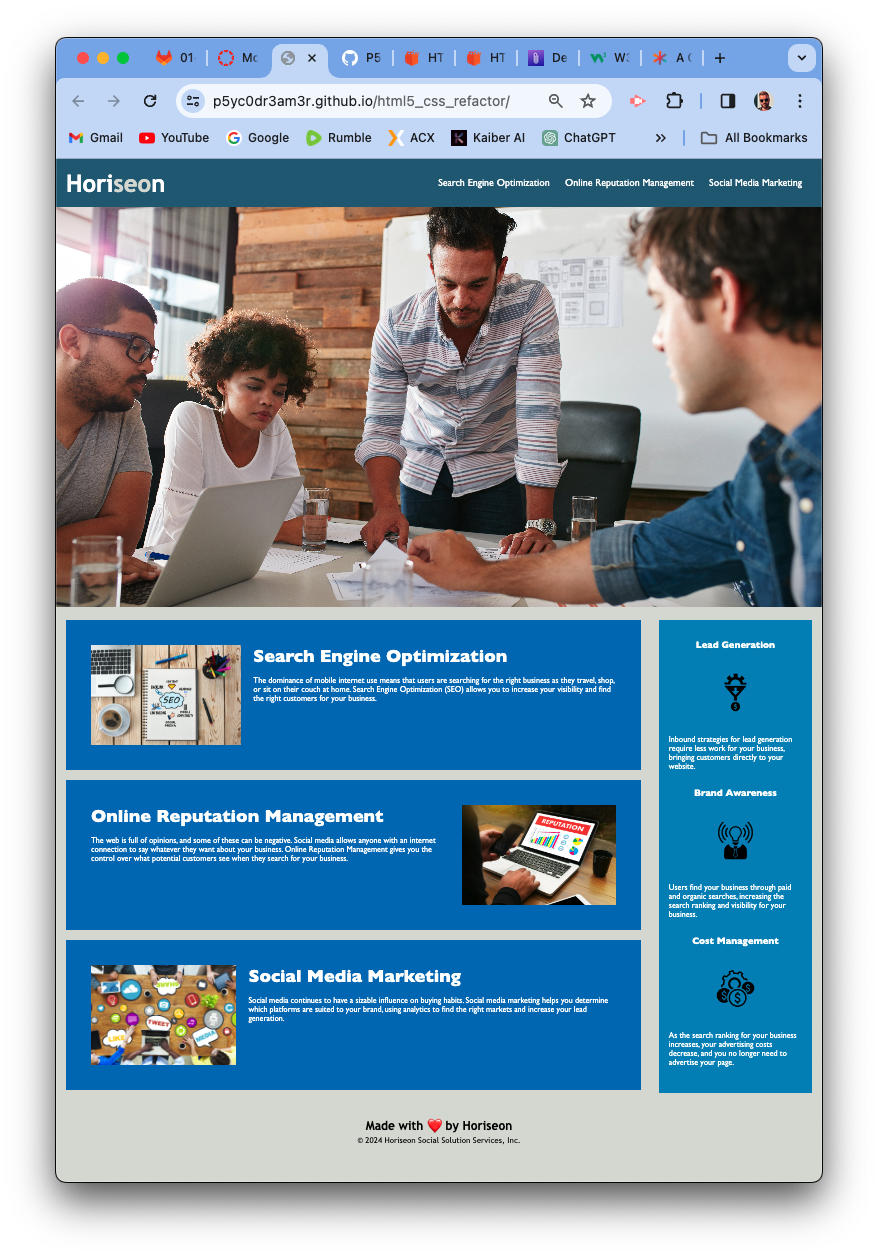 01
Mc
P5
HT
HT
De
W3
A C
p5yc0dr3am3r.github.io/html5_css_refactor/
Gmail YouTube Google Rumble ACX Kaiber AI ChatGPT » All Bookmarks
Horiseon
Search Engine Optimization Online Reputation Management Social Media Marketing
SEO
Search Engine Optimization
The dominance of mobile internet use means that users are searching for the right business as they travel, shop,
or sit on their couch at home. Search Engine Optimization (SEO) allows you to increase your visibility and find
the right customers for your business.
Online Reputation Management
The web is full of opinions, and some of these can be negative. Social media allows anyone with an internet
connection to say whatever they want about your business. Online Reputation Management gives you the
control over what potential customers see when they search for your business.
REPUTATION
SHARE
TWEET
LIKE
MEDIA
Social Media Marketing
Social media continues to have a sizable influence on buying habits. Social media marketing helps you determine
which platforms are suited to your brand, using analytics to find the right markets and increase your lead
generation.
Lead Generation
Inbound strategies for lead generation
require less work for your business,
bringing customers directly to your
website.
Brand Awareness
Users find your business through paid
and organic searches, increasing the
search ranking and visibility for your
business.
Cost Management
As the search ranking for your business
increases, your advertising costs
decrease, and you no longer need to
advertise your page.
Made with ❤️ by Horiseon
© 2024 Horiseon Social Solution Services, Inc.